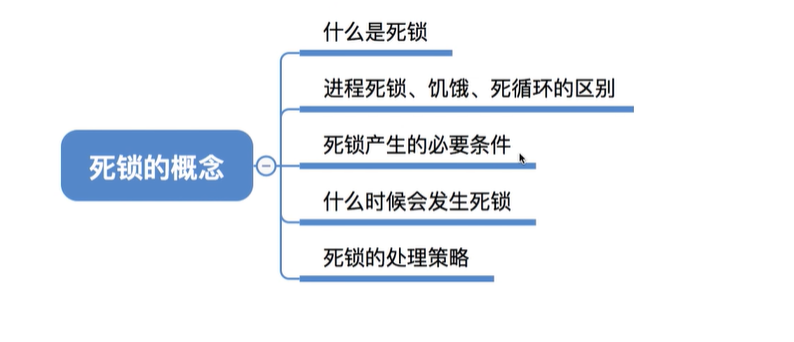 什么是死锁
进程死锁、饥饿、死循环的区别
死锁产生的必要条件
死锁的概念
什么时候会发生死锁
死锁的处理策略